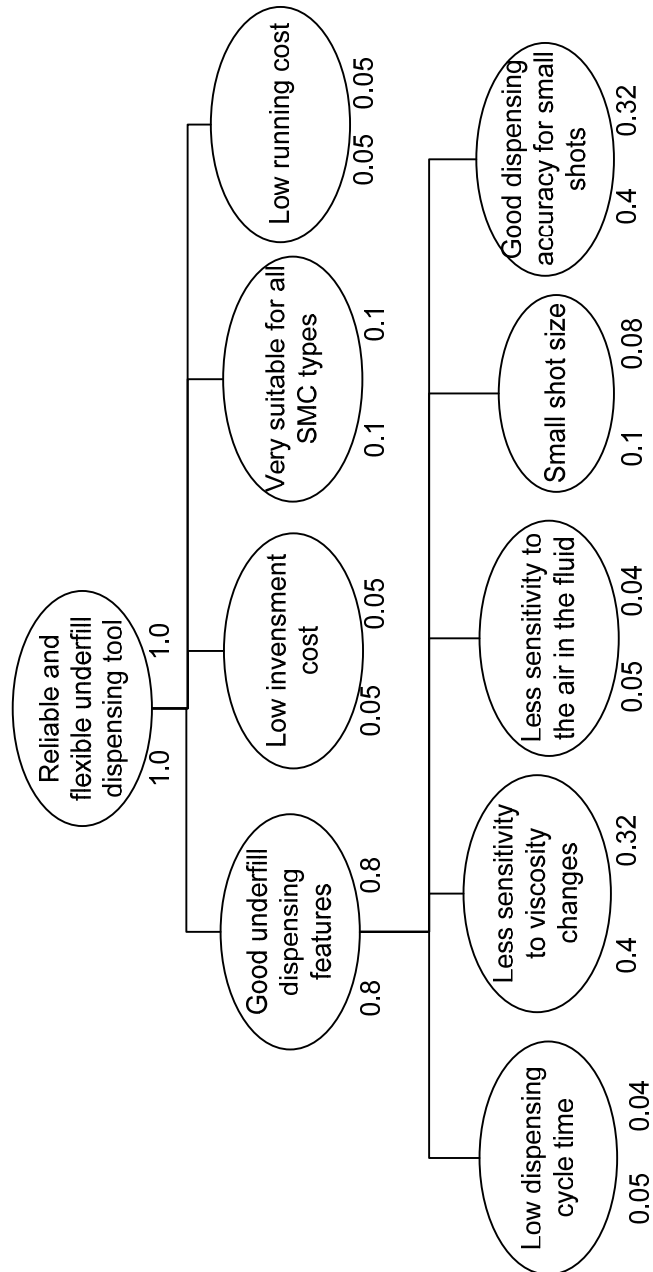 Reliable and
flexible underfill
dispensing tool
1.0 1.0
Good underfill
dispensing
features
0.8 0.8
Low invensment
cost
0.05 0.05
Very suitable for all
SMC types
0.1 0.1
Low running cost
0.05 0.05
Low dispensing
cycle time
0.05 0.04
Less sensitivity
to viscosity
changes
0.4 0.32
Less sensitivity to
the air in the fluid
0.05 0.04
Small shot size
0.1 0.08
Good dispensing
accuracy for small
shots
0.4 0.32